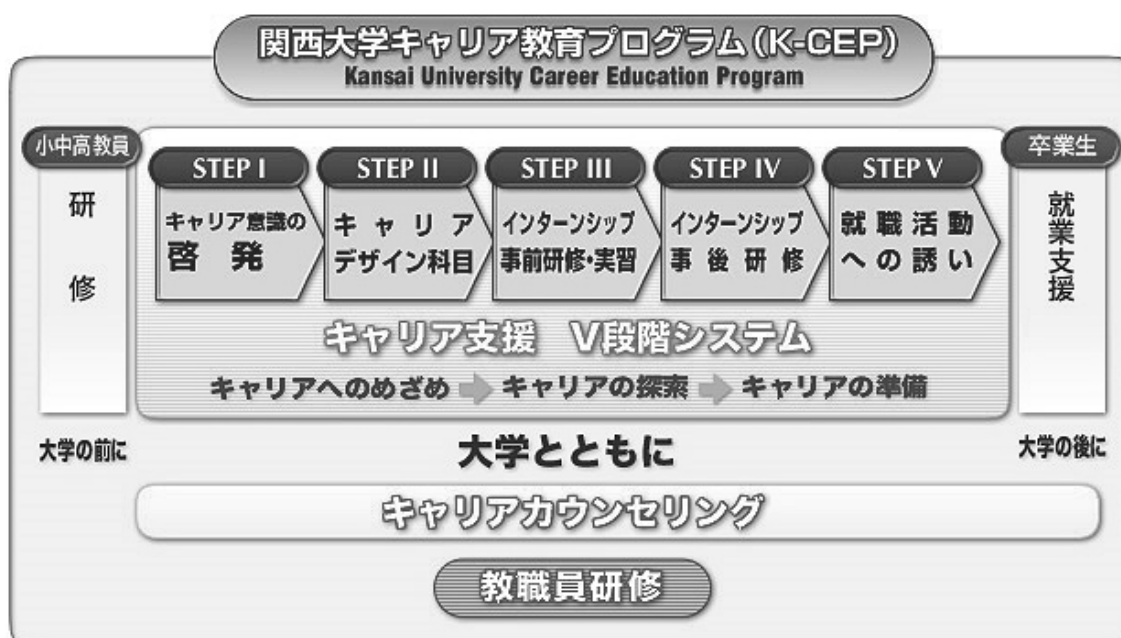 関西大学キャリア教育プログラム(K-CEP)
Kansai University Career Education Program
小中高教員
研
修
大学の前に
STEP I
キャリア意識の
啓発
STEP II
キャリア
デザイン科目
STEP III
インターンシップ
事前研修・実習
STEP IV
インターンシップ
事後研修
STEP V
就職活動
への誘い
キャリア支援 V段階システム
キャリアへのめざめ ➡ キャリアの探索 ➡ キャリアの準備
大学とともに
卒業生
就業支援
大学の後に
キャリアカウンセリング
教職員研修